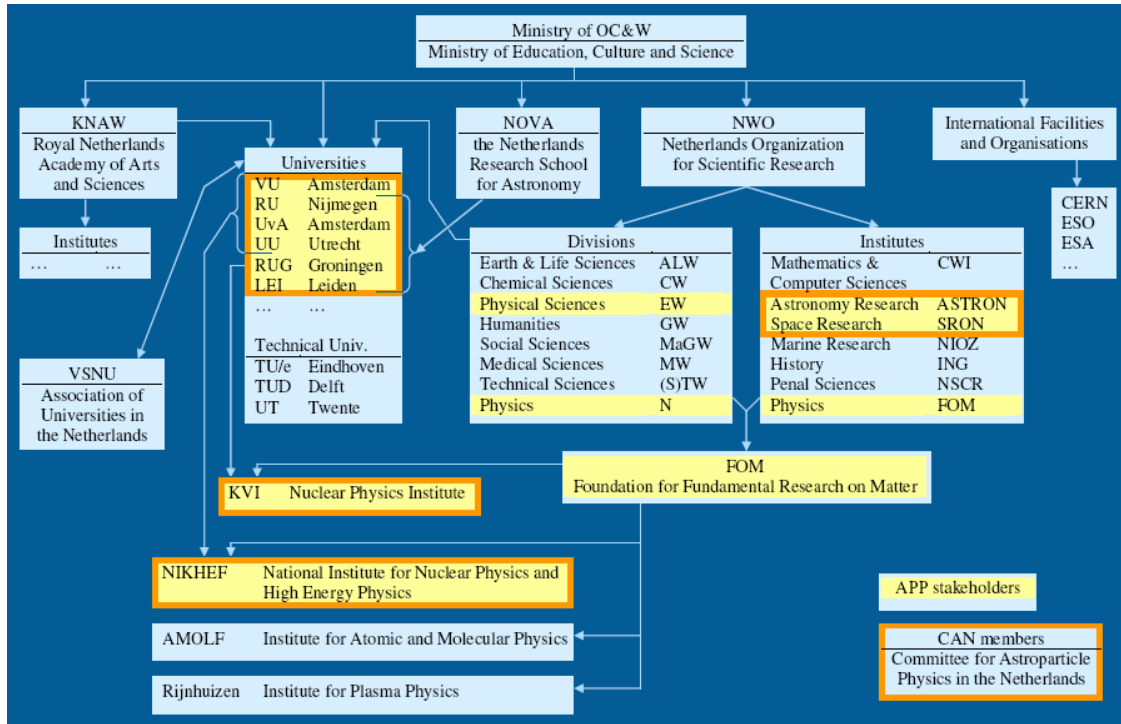 Ministry of OC&W
Ministry of Education, Culture and Science
KNAW
Royal Netherlands
Academy of Arts
and Sciences
Institutes
... ...
VSNU
Association of
Universities in
the Netherlands
Universities
VU Amsterdam
RU Nijmegen
UvA Amsterdam
UU Utrecht
RUG Groningen
LEI Leiden
... ...
Technical Univ.
TU/e Eindhoven
TUD Delft
UT Twente
NOVA
the Netherlands
Research School
for Astronomy
NWO
Netherlands Organization
for Scientific Research
International Facilities
and Organisations
CERN
ESO
ESA
...
Divisions
Earth & Life Sciences ALW
Chemical Sciences CW
Physical Sciences EW
Humanities GW
Social Sciences MaGW
Medical Sciences MW
Technical Sciences (S)TW
Physics N
Institutes
Mathematics & CWI
Computer Sciences
Astronomy Research ASTRON
Space Research SRON
Marine Research NIOZ
History ING
Penal Sciences NSCR
Physics FOM
FOM
Foundation for Fundamental Research on Matter
KVI Nuclear Physics Institute
NIKHEF National Institute for Nuclear Physics and
High Energy Physics
AMOLF Institute for Atomic and Molecular Physics
Rijnhuizen Institute for Plasma Physics
APP stakeholders
CAN members
Committee for Astroparticle
Physics in the Netherlands